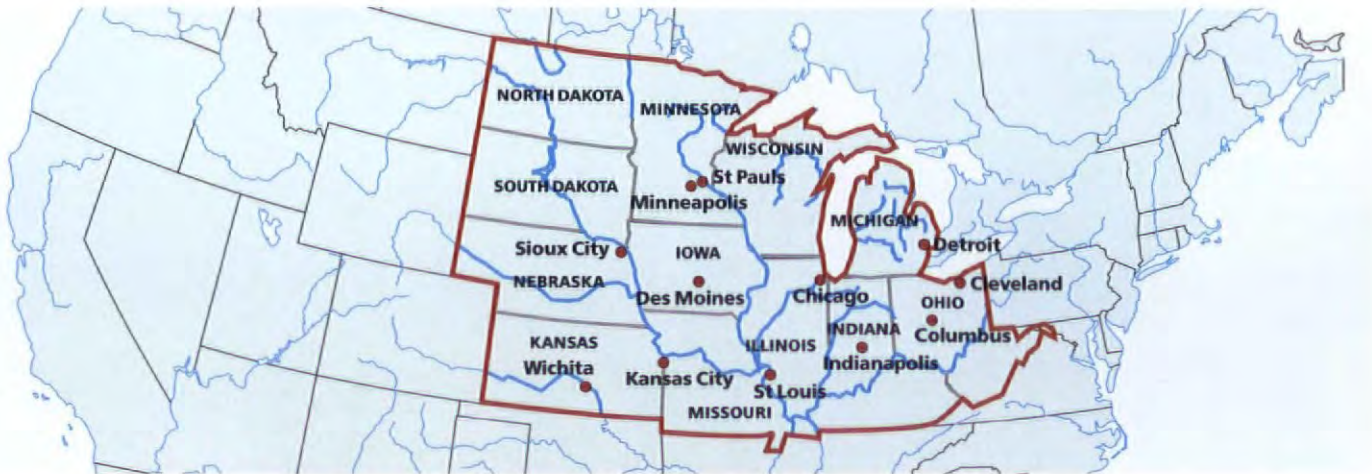 NORTH DAKOTA
MINNESOTA
WISCONSIN
St Pauls
SOUTH DAKOTA
Minneapolis
MICHIGAN
Detroit
Sioux City
IOWA
NEBRASKA
Cleveland
Des Moines
Chicago
OHIO
INDIANA
Columbus
KANSAS
ILLINOIS
Wichita
Indianapolis
Kansas City
St Louis
MISSOURI